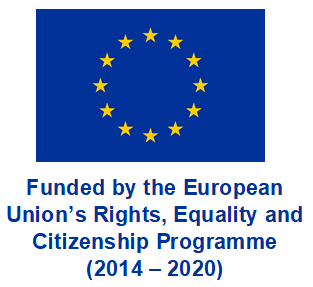 Funded by the European
Union’s Rights, Equality and
Citizenship Programme
(2014 – 2020)